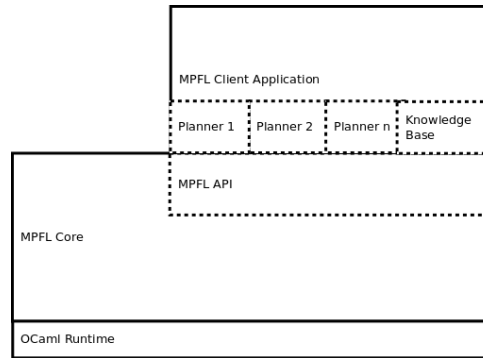 MPFL Client Application
Planner 1
Planner 2
Planner n
Knowledge
Base
MPFL API
MPFL Core
OCaml Runtime